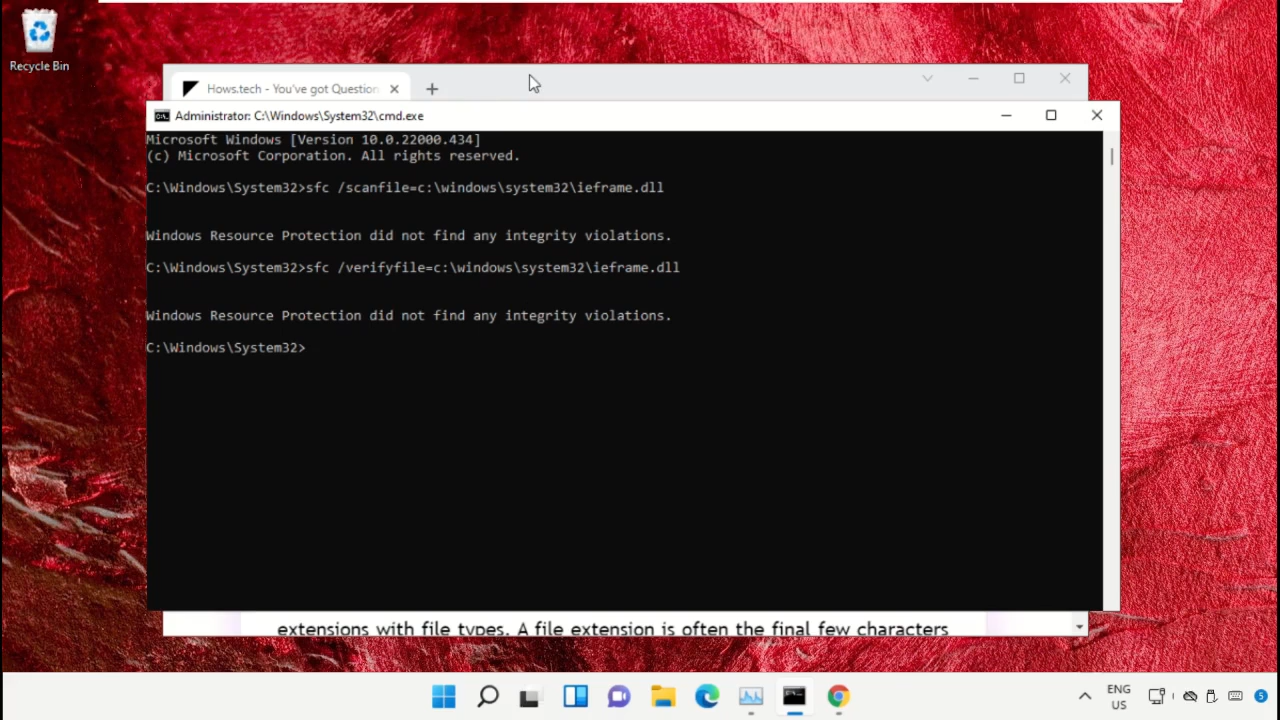 Recycle Bin
Hows.tech - You've got Question
Administrator: C:\Windows\System32\cmd.exe
Microsoft Windows [Version 10.0.22000.434]
(c) Microsoft Corporation. All rights reserved.
C:\Windows\System32>sfc /scanfile=c:\windows\system32\ieframe.dll
Windows Resource Protection did not find any integrity violations.
C:\Windows\System32>sfc /verifyfile=c:\windows\system32\ieframe.dll
Windows Resource Protection did not find any integrity violations.
C:\Windows\System32>
extensions with file types. A file extension is often the final few characters
ENG
US
5